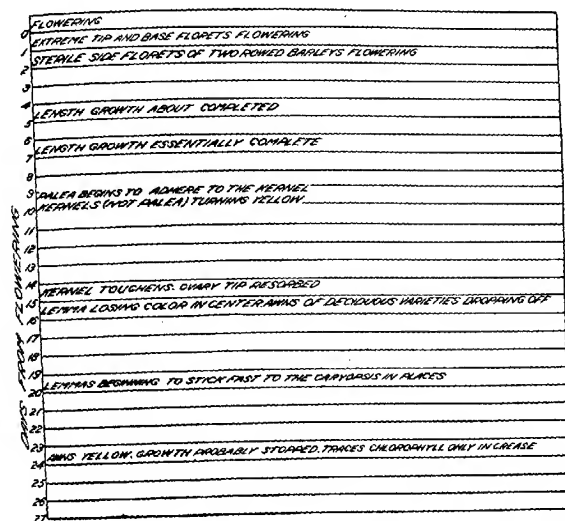 DAYS FROM FLOWERING
0 FLOWERING
1 EXTREME TIP AND BASE FLORETS FLOWERING
2 STERILE SIDE FLORETS OF TWO ROWED BARLEYS FLOWERING
3
4
5 LENGTH GROWTH ABOUT COMPLETED
6
7 LENGTH GROWTH ESSENTIALLY COMPLETE
8
9 PALEA BEGINS TO ADHERE TO THE KERNEL
10 KERNELS (NOT PALEA) TURNING YELLOW
11
12
13
14 KERNEL TOUGHENS. OVARY TIP RESORBED
15 LEMMA LOSING COLOR IN CENTER AWNS OF DECIDUOUS VARIETIES DROPPING OFF
16
17
18
19
20 LEMMAS BEGINNING TO STICK FAST TO THE CARYOPSIS IN PLACES
21
22
23 AWNS YELLOW. GROWTH PROBABLY STOPPED. TRACES CHLOROPHYLL ONLY IN CREASE
24
25
26
27